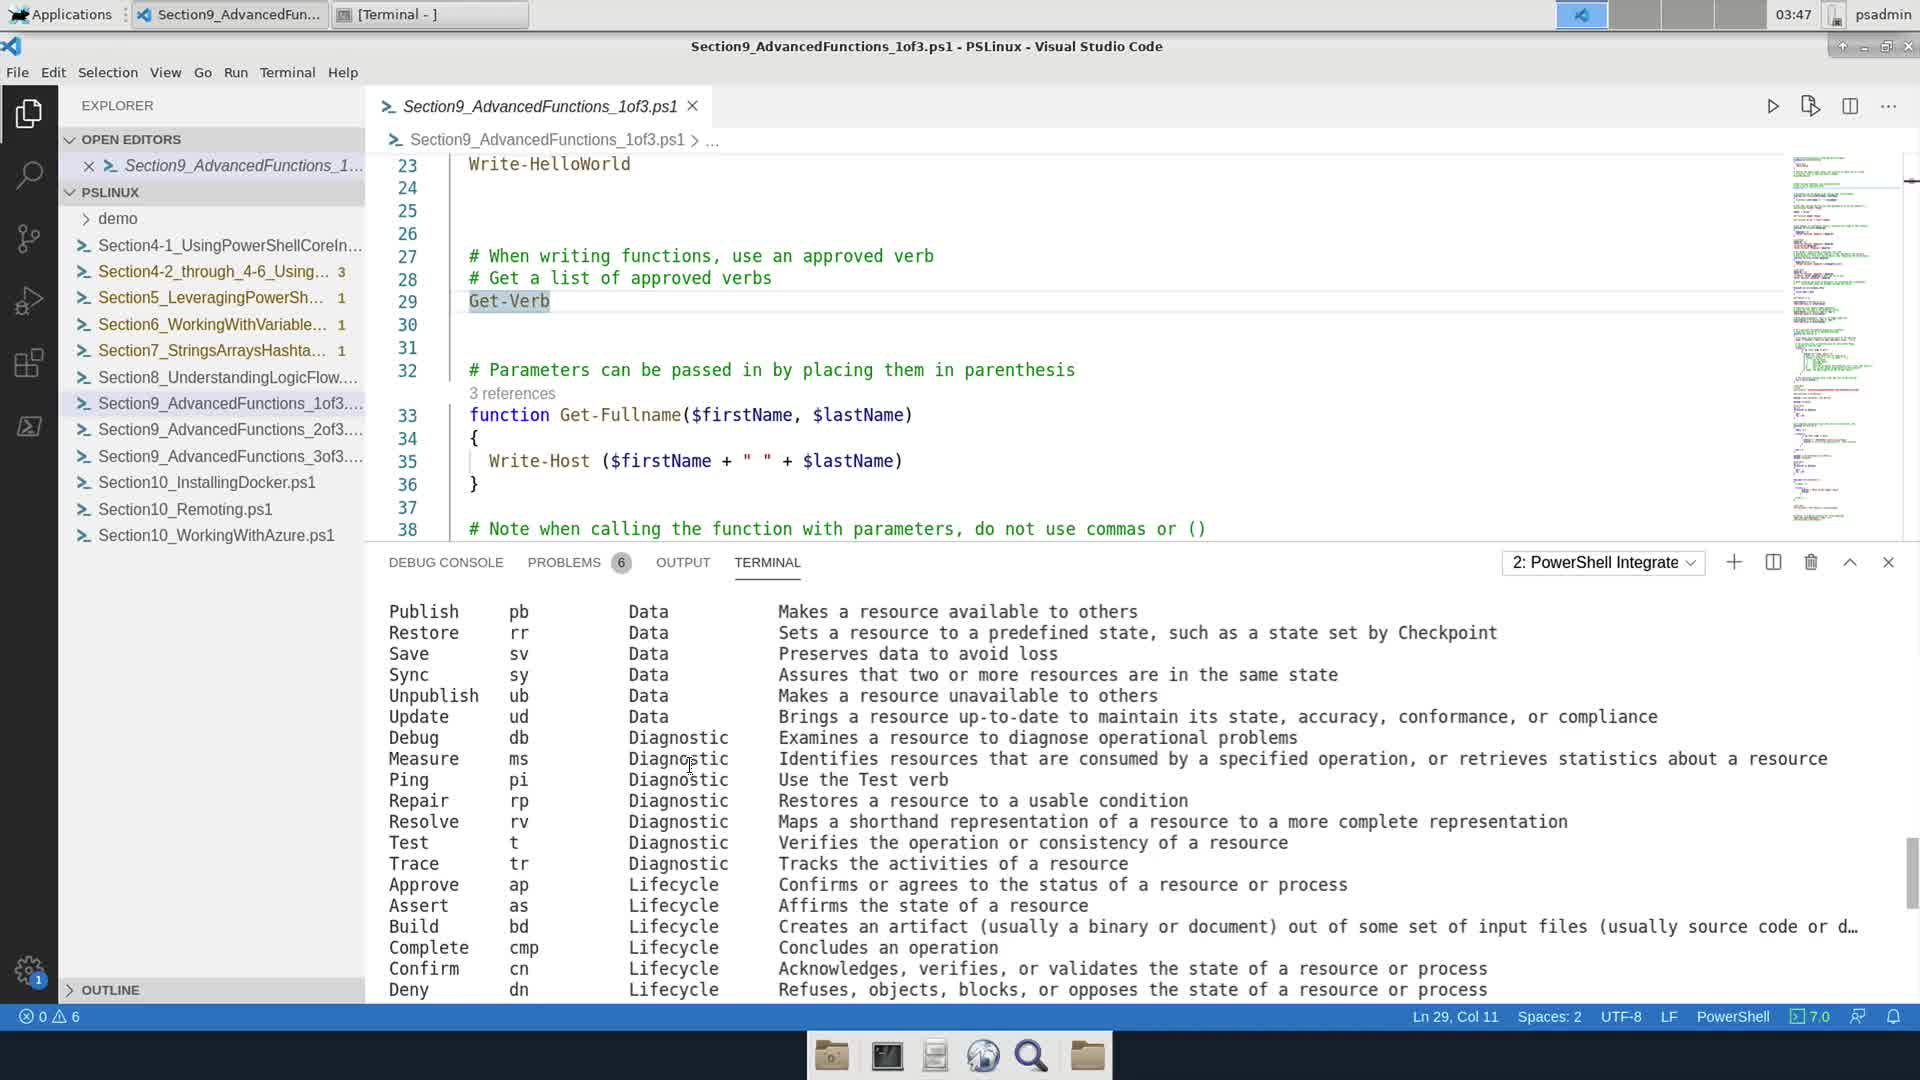 Applications
Section9_AdvancedFun...
[Terminal - ]
03:47
psadmin
Section9_AdvancedFunctions_1of3.ps1 - PSLinux - Visual Studio Code
File Edit Selection View Go Run Terminal Help
EXPLORER
OPEN EDITORS
Section9_AdvancedFunctions_1...
PSLINUX
demo
Section4-1_UsingPowerShellCoreIn...
Section4-2_through_4-6_Using... 3
Section5_LeveragingPowerSh... 1
Section6_WorkingWithVariable... 1
Section7_StringsArraysHashta... 1
Section8_UnderstandingLogicFlow....
Section9_AdvancedFunctions_1of3....
Section9_AdvancedFunctions_2of3....
Section9_AdvancedFunctions_3of3....
Section10_InstallingDocker.ps1
Section10_Remoting.ps1
Section10_WorkingWithAzure.ps1
OUTLINE
1
Section9_AdvancedFunctions_1of3.ps1
Section9_AdvancedFunctions_1of3.ps1 > ...
23 Write-HelloWorld
24
25
26
27 # When writing functions, use an approved verb
28 # Get a list of approved verbs
29 Get-Verb
30
31
32 # Parameters can be passed in by placing them in parenthesis
3 references
33 function Get-Fullname($firstName, $lastName)
34 {
35 Write-Host ($firstName + " " + $lastName)
36 }
37
38 # Note when calling the function with parameters, do not use commas or ()
DEBUG CONSOLE PROBLEMS 6 OUTPUT TERMINAL 2: PowerShell Integrate
Publish pb Data Makes a resource available to others
Restore rr Data Sets a resource to a predefined state, such as a state set by Checkpoint
Save sv Data Preserves data to avoid loss
Sync sy Data Assures that two or more resources are in the same state
Unpublish ub Data Makes a resource unavailable to others
Update ud Data Brings a resource up-to-date to maintain its state, accuracy, conformance, or compliance
Debug db Diagnostic Examines a resource to diagnose operational problems
Measure ms Diagnostic Identifies resources that are consumed by a specified operation, or retrieves statistics about a resource
Ping pi Diagnostic Use the Test verb
Repair rp Diagnostic Restores a resource to a usable condition
Resolve rv Diagnostic Maps a shorthand representation of a resource to a more complete representation
Test t Diagnostic Verifies the operation or consistency of a resource
Trace tr Diagnostic Tracks the activities of a resource
Approve ap Lifecycle Confirms or agrees to the status of a resource or process
Assert as Lifecycle Affirms the state of a resource
Build bd Lifecycle Creates an artifact (usually a binary or document) out of some set of input files (usually source code or d…
Complete cmp Lifecycle Concludes an operation
Confirm cn Lifecycle Acknowledges, verifies, or validates the state of a resource or process
Deny dn Lifecycle Refuses, objects, blocks, or opposes the state of a resource or process
0 6
Ln 29, Col 11 Spaces: 2 UTF-8 LF PowerShell 7.0